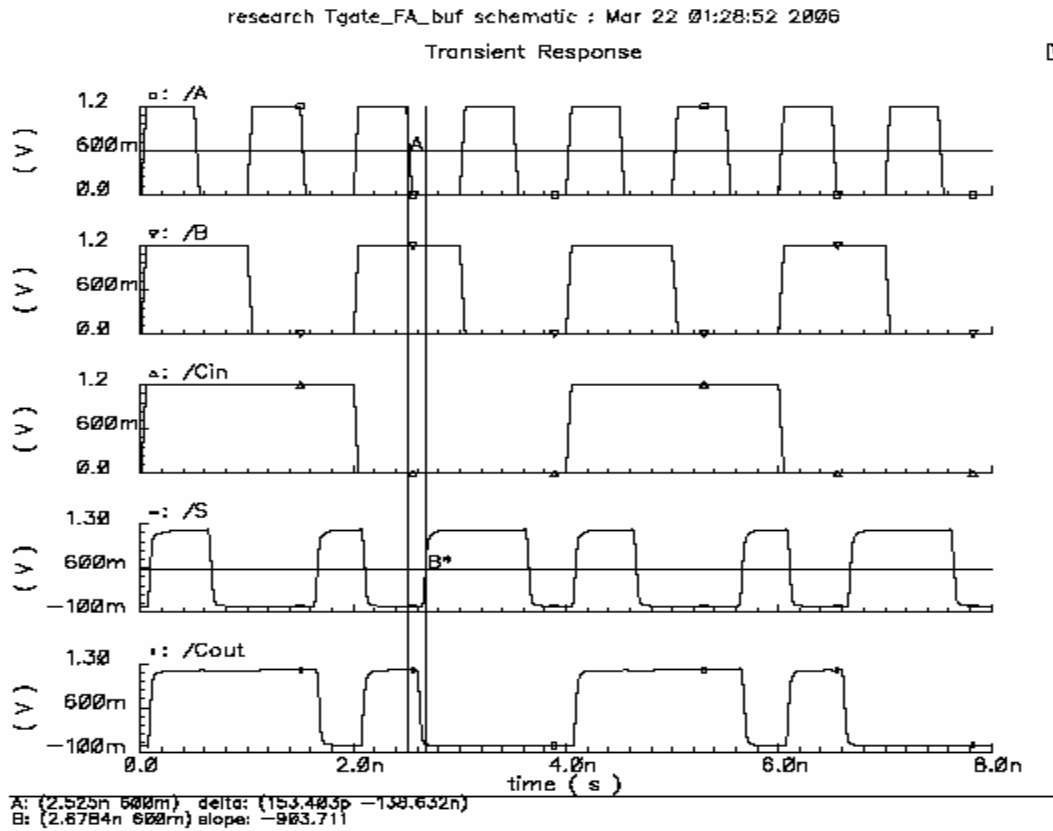 research Tgate_FA_buf schematic : Mar 22 01:28:52 2006
Transient Response
: /A
1.2
600m
0.0
(V)
A
: /B
1.2
600m
0.0
(V)
: /Cin
1.2
600m
0.0
(V)
: /S
1.30
600m
-100m
(V)
B*
: /Cout
1.30
600m
-100m
(V)
0.0 2.0n 4.0n 6.0n 8.0n
time ( s )
A: (2.525n 600m) delta: (153.403p -138.632n)
B: (2.6784n 600m) slope: -903.711